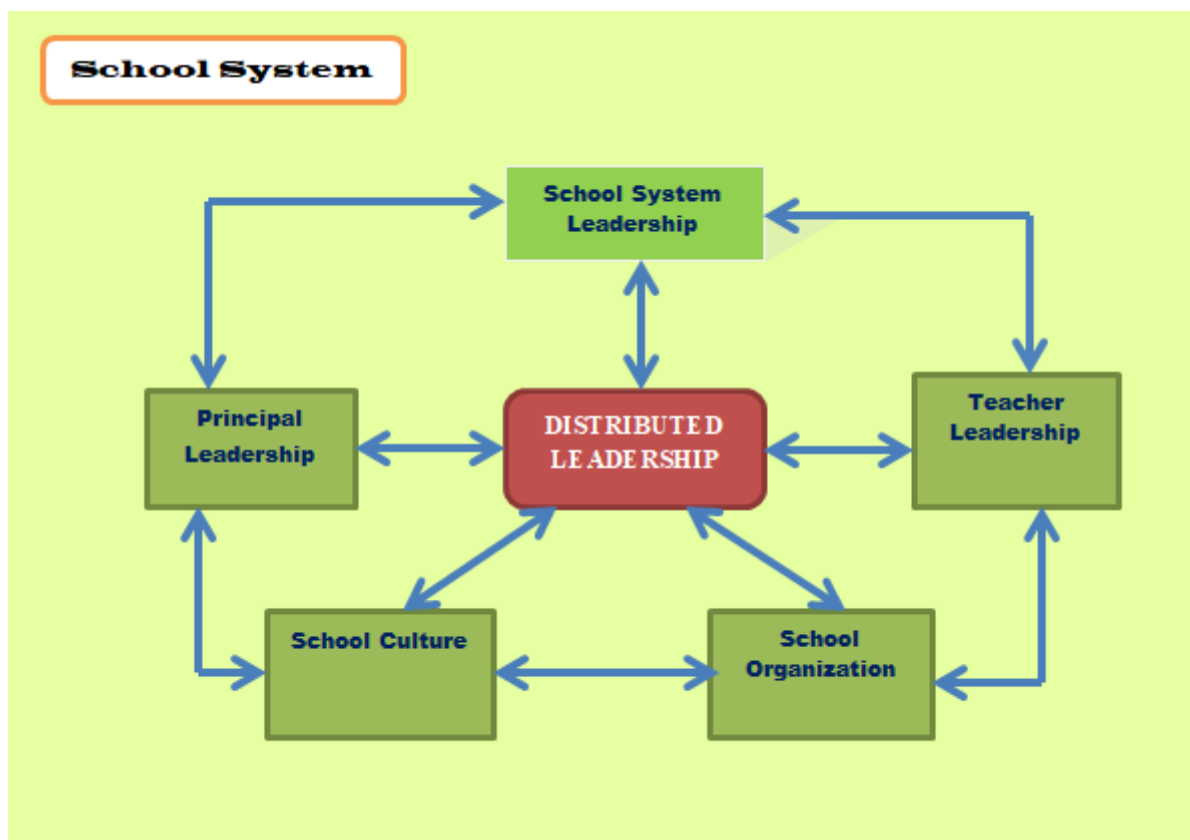 School System
School System
Leadership
Principal
Leadership
DISTRIBUTED
LEADERSHIP
Teacher
Leadership
School Culture
School
Organization